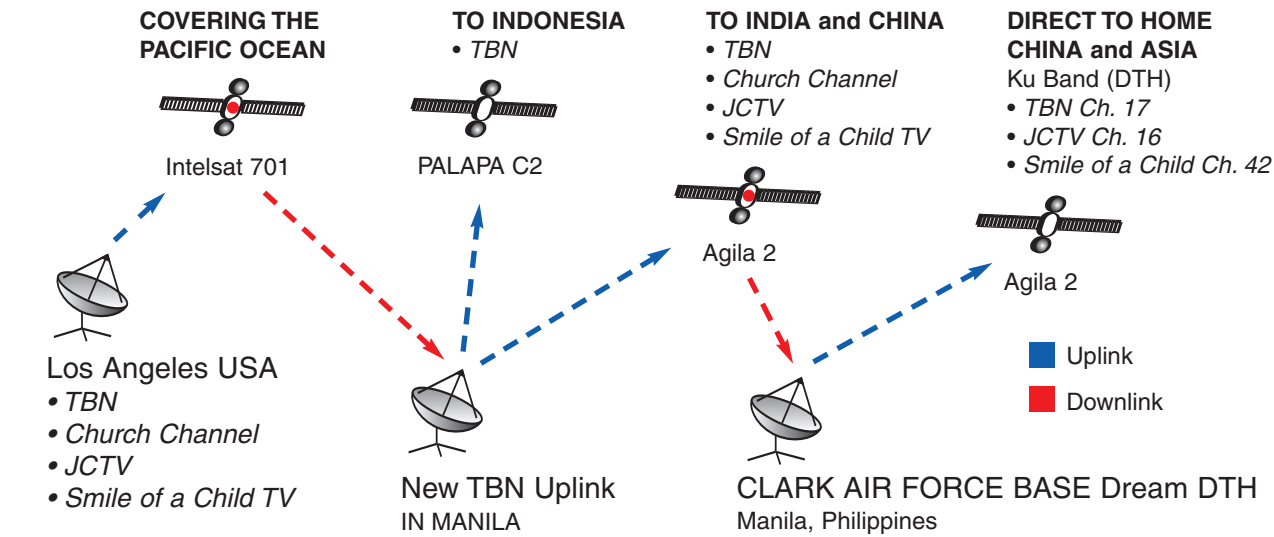 COVERING THE
PACIFIC OCEAN
Intelsat 701
TO INDONESIA
• TBN
PALAPA C2
TO INDIA and CHINA
• TBN
• Church Channel
• JCTV
• Smile of a Child TV
Agila 2
DIRECT TO HOME
CHINA and ASIA
Ku Band (DTH)
• TBN Ch. 17
• JCTV Ch. 16
• Smile of a Child Ch. 42
Agila 2
Uplink
Downlink
Los Angeles USA
• TBN
• Church Channel
• JCTV
• Smile of a Child TV
New TBN Uplink
IN MANILA
CLARK AIR FORCE BASE Dream DTH
Manila, Philippines